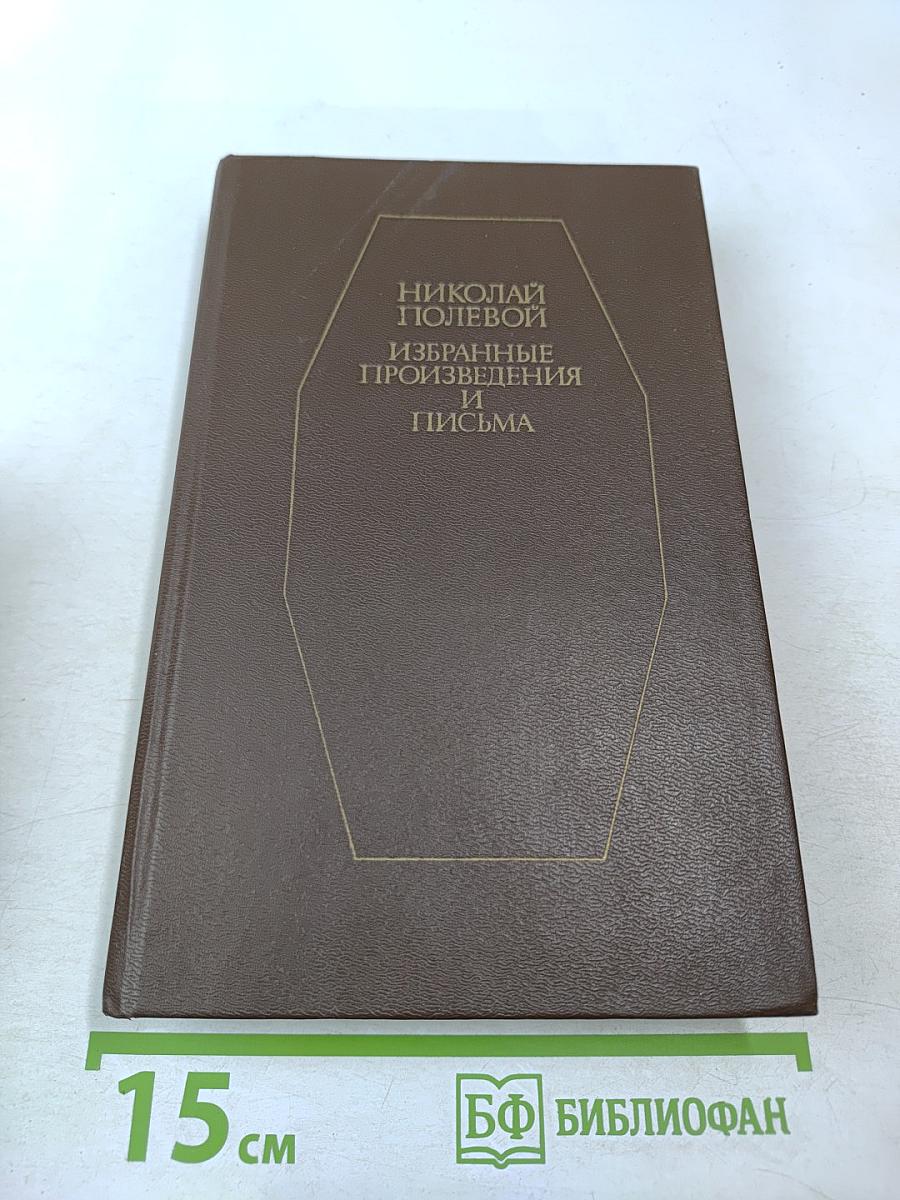 НИКОЛАЙ
ПОЛЕВОЙ
ИЗБРАННЫЕ
ПРОИЗВЕДЕНИЯ
И
ПИСЬМА
15 см
БФ БИБЛИОФАН